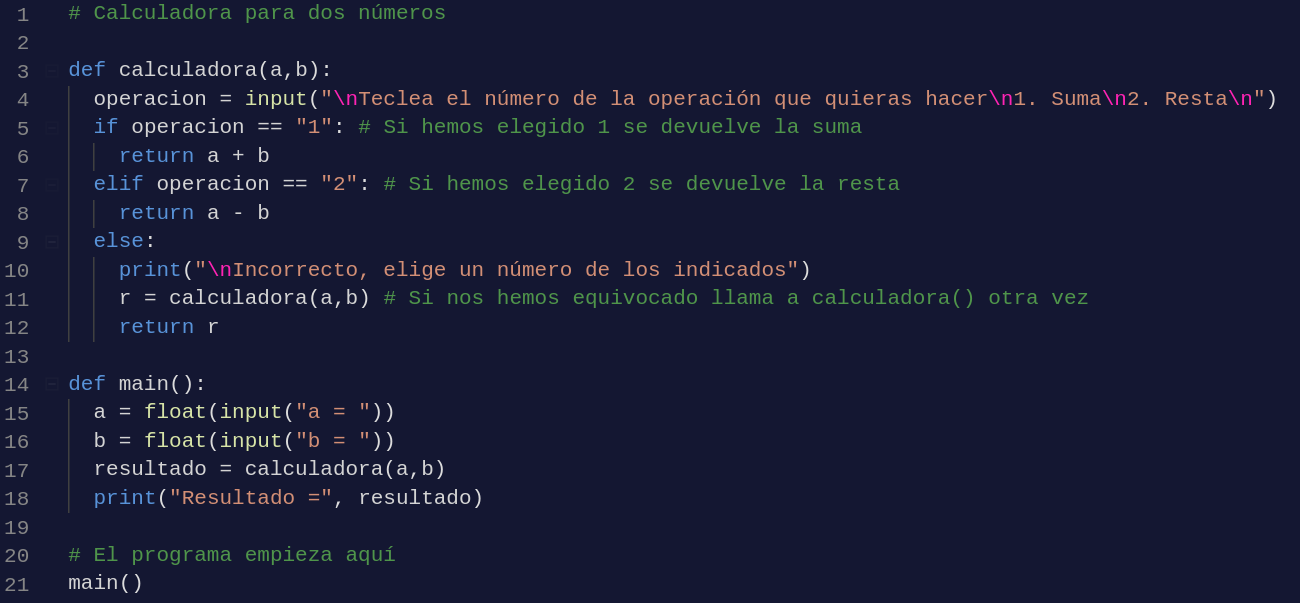 1 # Calculadora para dos números
2
3 def calculadora(a,b):
4   operacion = input("\nTeclea el número de la operación que quieras hacer\n1. Suma\n2. Resta\n")
5   if operacion == "1": # Si hemos elegido 1 se devuelve la suma
6     return a + b
7   elif operacion == "2": # Si hemos elegido 2 se devuelve la resta
8     return a - b
9   else:
10     print("\nIncorrecto, elige un número de los indicados")
11     r = calculadora(a,b) # Si nos hemos equivocado llama a calculadora() otra vez
12     return r
13
14 def main():
15   a = float(input("a = "))
16   b = float(input("b = "))
17   resultado = calculadora(a,b)
18   print("Resultado =", resultado)
19
20 # El programa empieza aquí
21 main()